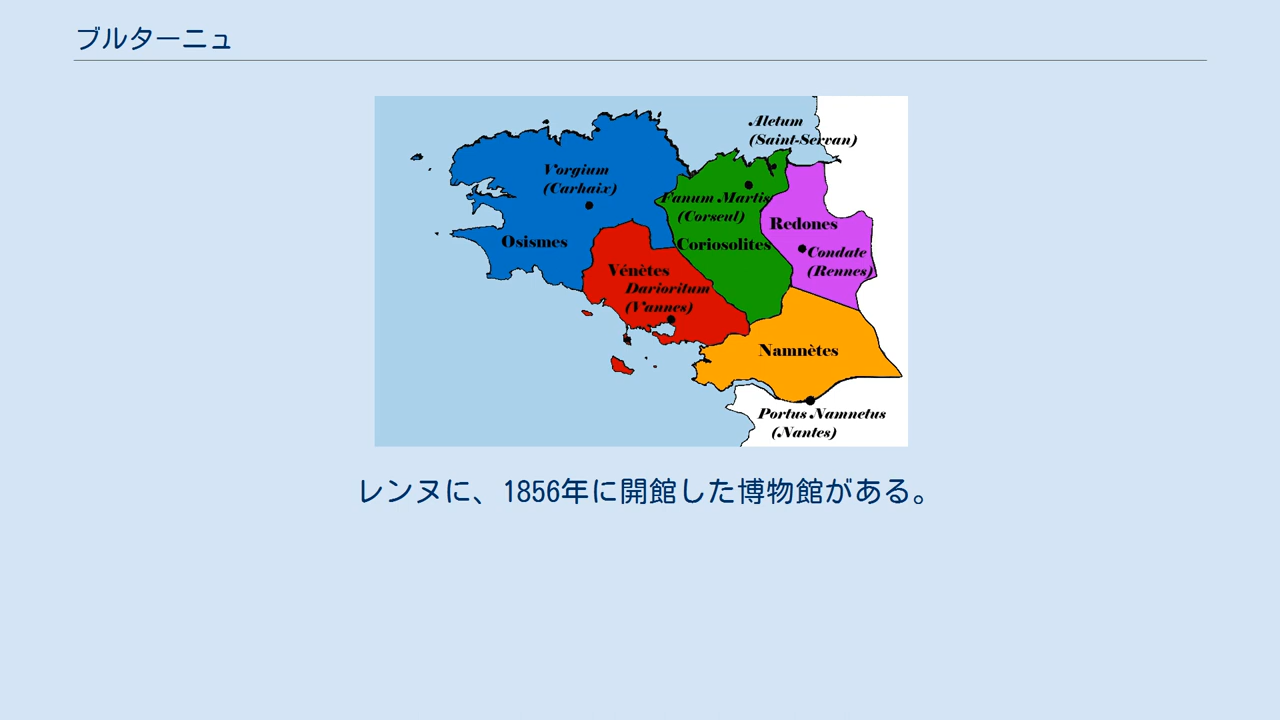 ブルターニュ
Aletum
(Saint-Servan)
Vorgium
(Carhaix)
Fanum Martis
(Corseul)
Redones
Osismes
Coriosolites
Condate
(Rennes)
Vénètes
Darioritum
(Vannes)
Namnètes
Portus Namnetus
(Nantes)
レンヌに、1856年に開館した博物館がある。